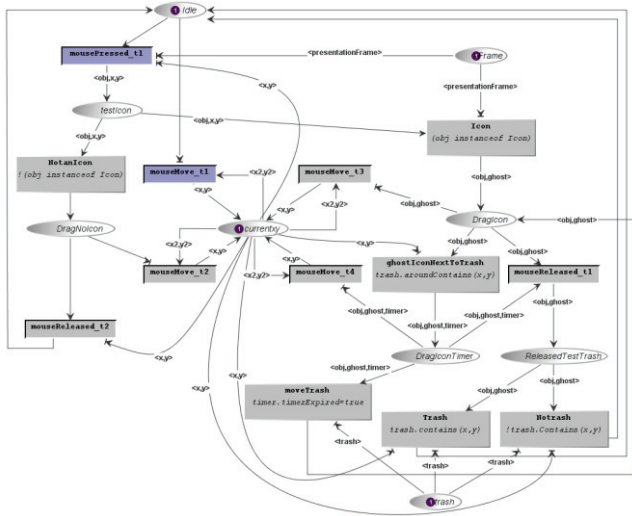 1 Idle
mousePressed_t1
<presentationFrame>
1 Frame
<obj,x,y>
<x,y>
<presentationFrame>
testIcon
<obj,x,y>
<obj,x,y>
Icon
(obj instanceof Icon)
NotanIcon
!(obj instanceof Icon)
mouseMove_t1
<x2,y2>
mouseMove_t3
<obj,ghost>
<x,y>
<x,y>
<x2,y2>
<obj,ghost>
DragIcon
<obj,ghost>
DragNoIcon
1 currentxy
<x2,y2>
<x,y>
<x,y>
<x,y>
<obj,ghost>
<obj,ghost>
mouseMove_t2
<x2,y2>
mouseMove_t4
ghostIconNextToTrash
trash.aroundContains(x,y)
mouseReleased_t1
<obj,ghost,timer>
<obj,ghost,timer>
<obj,ghost,timer>
<obj,ghost>
mouseReleased_t2
<x,y>
DragIconTimer
ReleasedTestTrash
<obj,ghost,timer>
<x,y>
<x,y>
<obj,ghost>
<obj,ghost>
moveTrash
timer.timerExpired=true
Trash
trash.contains(x,y)
Notrash
!trash.Contains(x,y)
<trash>
<trash>
<trash>
1 trash